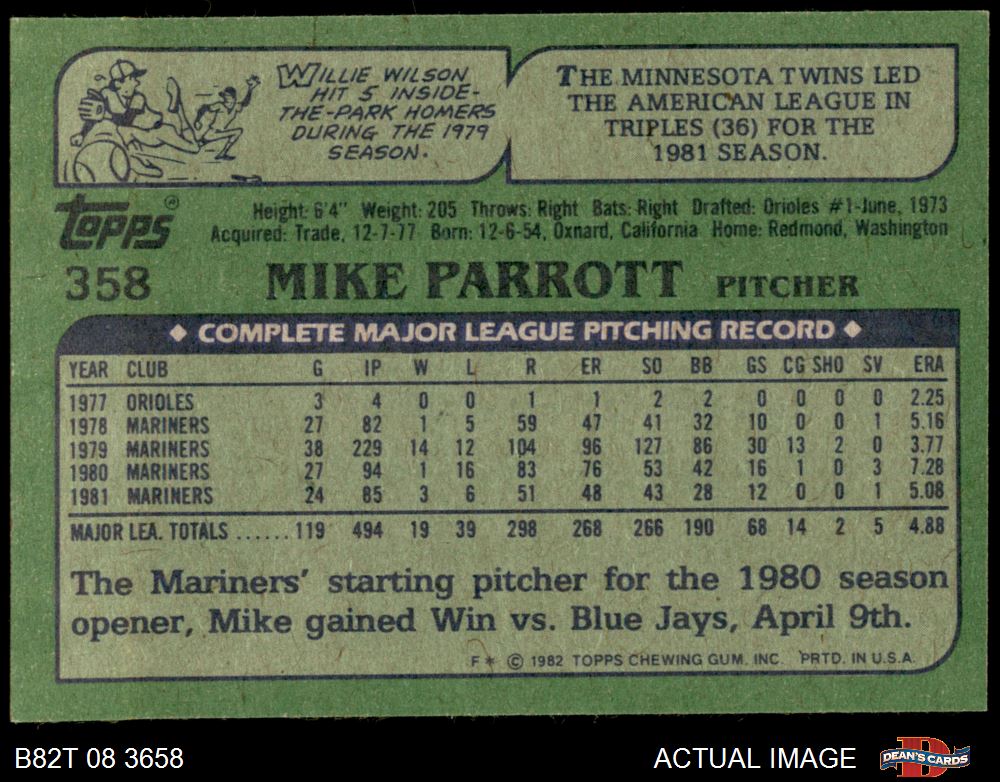 WILLIE WILSON
HIT 5 INSIDE-
THE-PARK HOMERS
DURING THE 1979
SEASON.
THE MINNESOTA TWINS LED
THE AMERICAN LEAGUE IN
TRIPLES (36) FOR THE
1981 SEASON.
topps®
Height: 6'4" Weight: 205 Throws: Right Bats: Right Drafted: Orioles #1-June, 1973
Acquired: Trade, 12-7-77 Born: 12-6-54, Oxnard, California Home: Redmond, Washington
358 MIKE PARROTT PITCHER
◆ COMPLETE MAJOR LEAGUE PITCHING RECORD ◆
YEAR CLUB G IP W L R ER SO BB GS CG SHO SV ERA
1977 ORIOLES 3 4 0 0 1 1 2 2 0 0 0 0 2.25
1978 MARINERS 27 82 1 5 59 47 41 32 10 0 0 1 5.16
1979 MARINERS 38 229 14 12 104 96 127 86 30 13 2 0 3.77
1980 MARINERS 27 94 1 16 83 76 53 42 16 1 0 3 7.28
1981 MARINERS 24 85 3 6 51 48 43 28 12 0 0 1 5.08
MAJOR LEA. TOTALS ......119 494 19 39 298 268 266 190 68 14 2 5 4.88
The Mariners' starting pitcher for the 1980 season
opener, Mike gained Win vs. Blue Jays, April 9th.
F* © 1982 TOPPS CHEWING GUM, INC. PRTD. IN U.S.A.
B82T 08 3658 ACTUAL IMAGE
D
DEAN'S CARDS